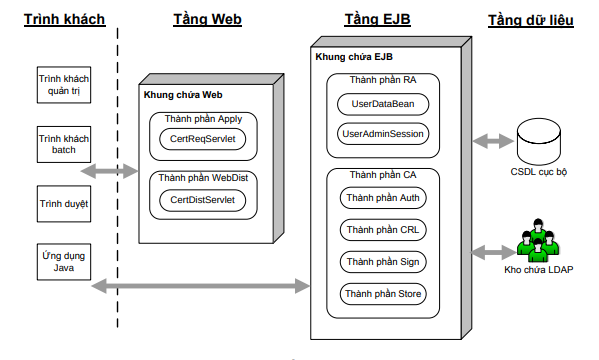 Trình khách
Tầng Web
Tầng EJB
Tầng dữ liệu
Trình khách
quản trị
Trình khách
batch
Trình duyệt
Ứng dụng
Java
Khung chứa Web
Thành phần Apply
CertReqServlet
Thành phần WebDist
CertDistServlet
Khung chứa EJB
Thành phần RA
UserDataBean
UserAdminSession
Thành phần CA
Thành phần Auth
Thành phần CRL
Thành phần Sign
Thành phần Store
CSDL cục bộ
Kho chứa LDAP